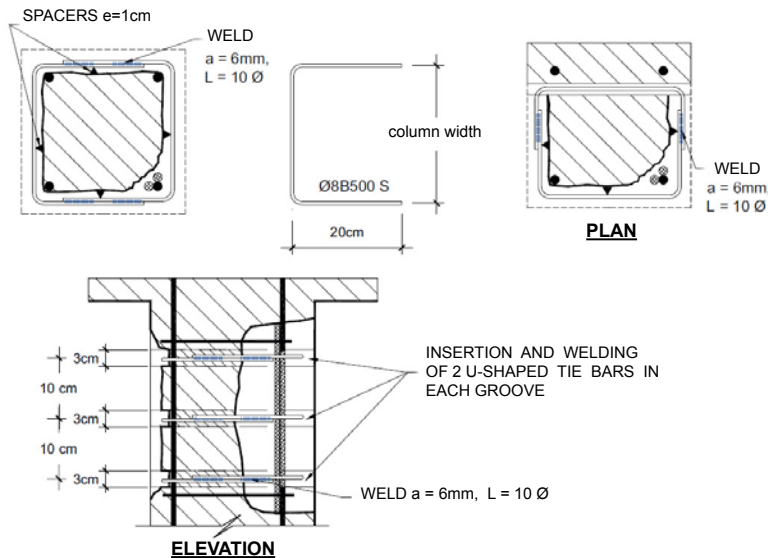 SPACERS e=1cm
WELD
a = 6mm,
L = 10 Ø
column width
Ø8B500 S
20cm
WELD
a = 6mm,
L = 10 Ø
PLAN
3cm
10 cm
3cm
10 cm
3cm
INSERTION AND WELDING
OF 2 U-SHAPED TIE BARS IN
EACH GROOVE
WELD a = 6mm, L = 10 Ø
ELEVATION